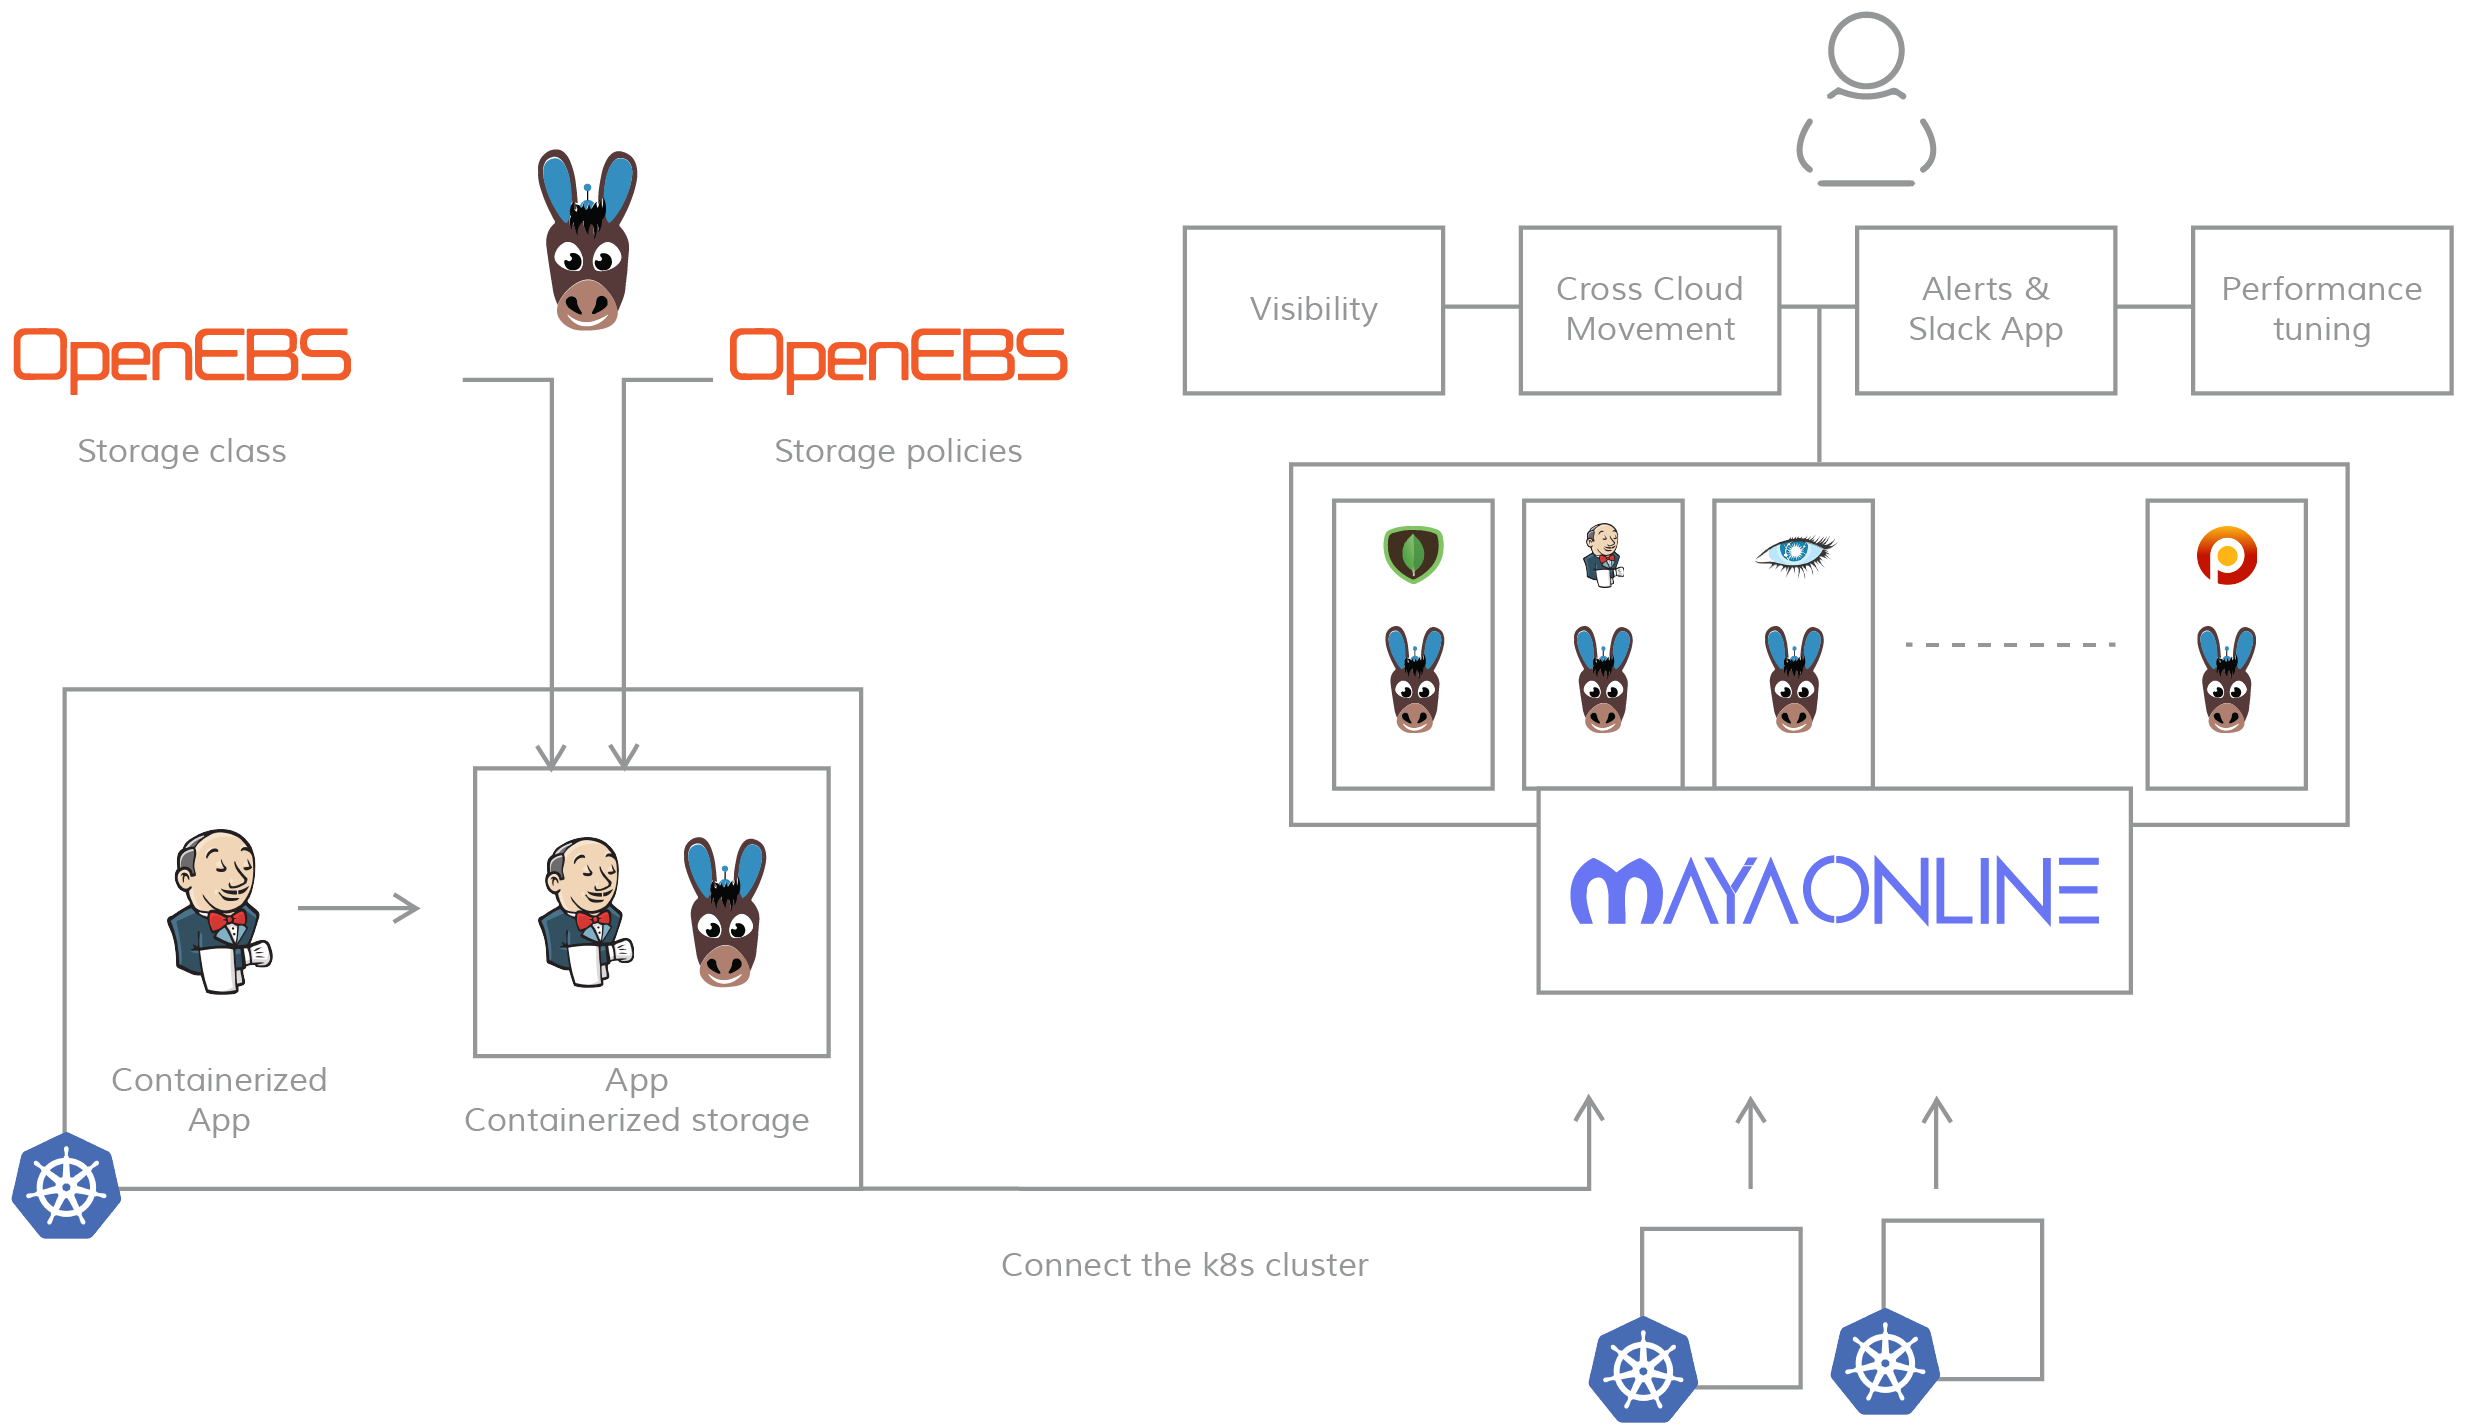 OpenEBS
Storage class
OpenEBS
Storage policies
Containerized
App
App
Containerized storage
Connect the k8s cluster
Visibility
Cross Cloud
Movement
Alerts &
Slack App
Performance
tuning
MAYAONLINE